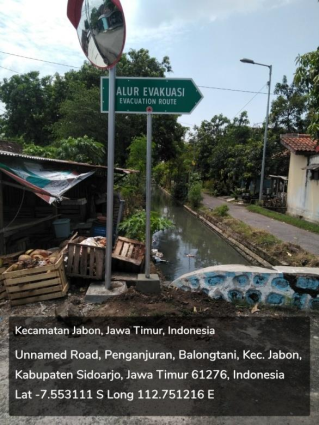 JALUR EVAKUASI
EVACUATION ROUTE
Kecamatan Jabon, Jawa Timur, Indonesia
Unnamed Road, Penganjuran, Balongtani, Kec. Jabon,
Kabupaten Sidoarjo, Jawa Timur 61276, Indonesia
Lat -7.553111 S Long 112.751216 E